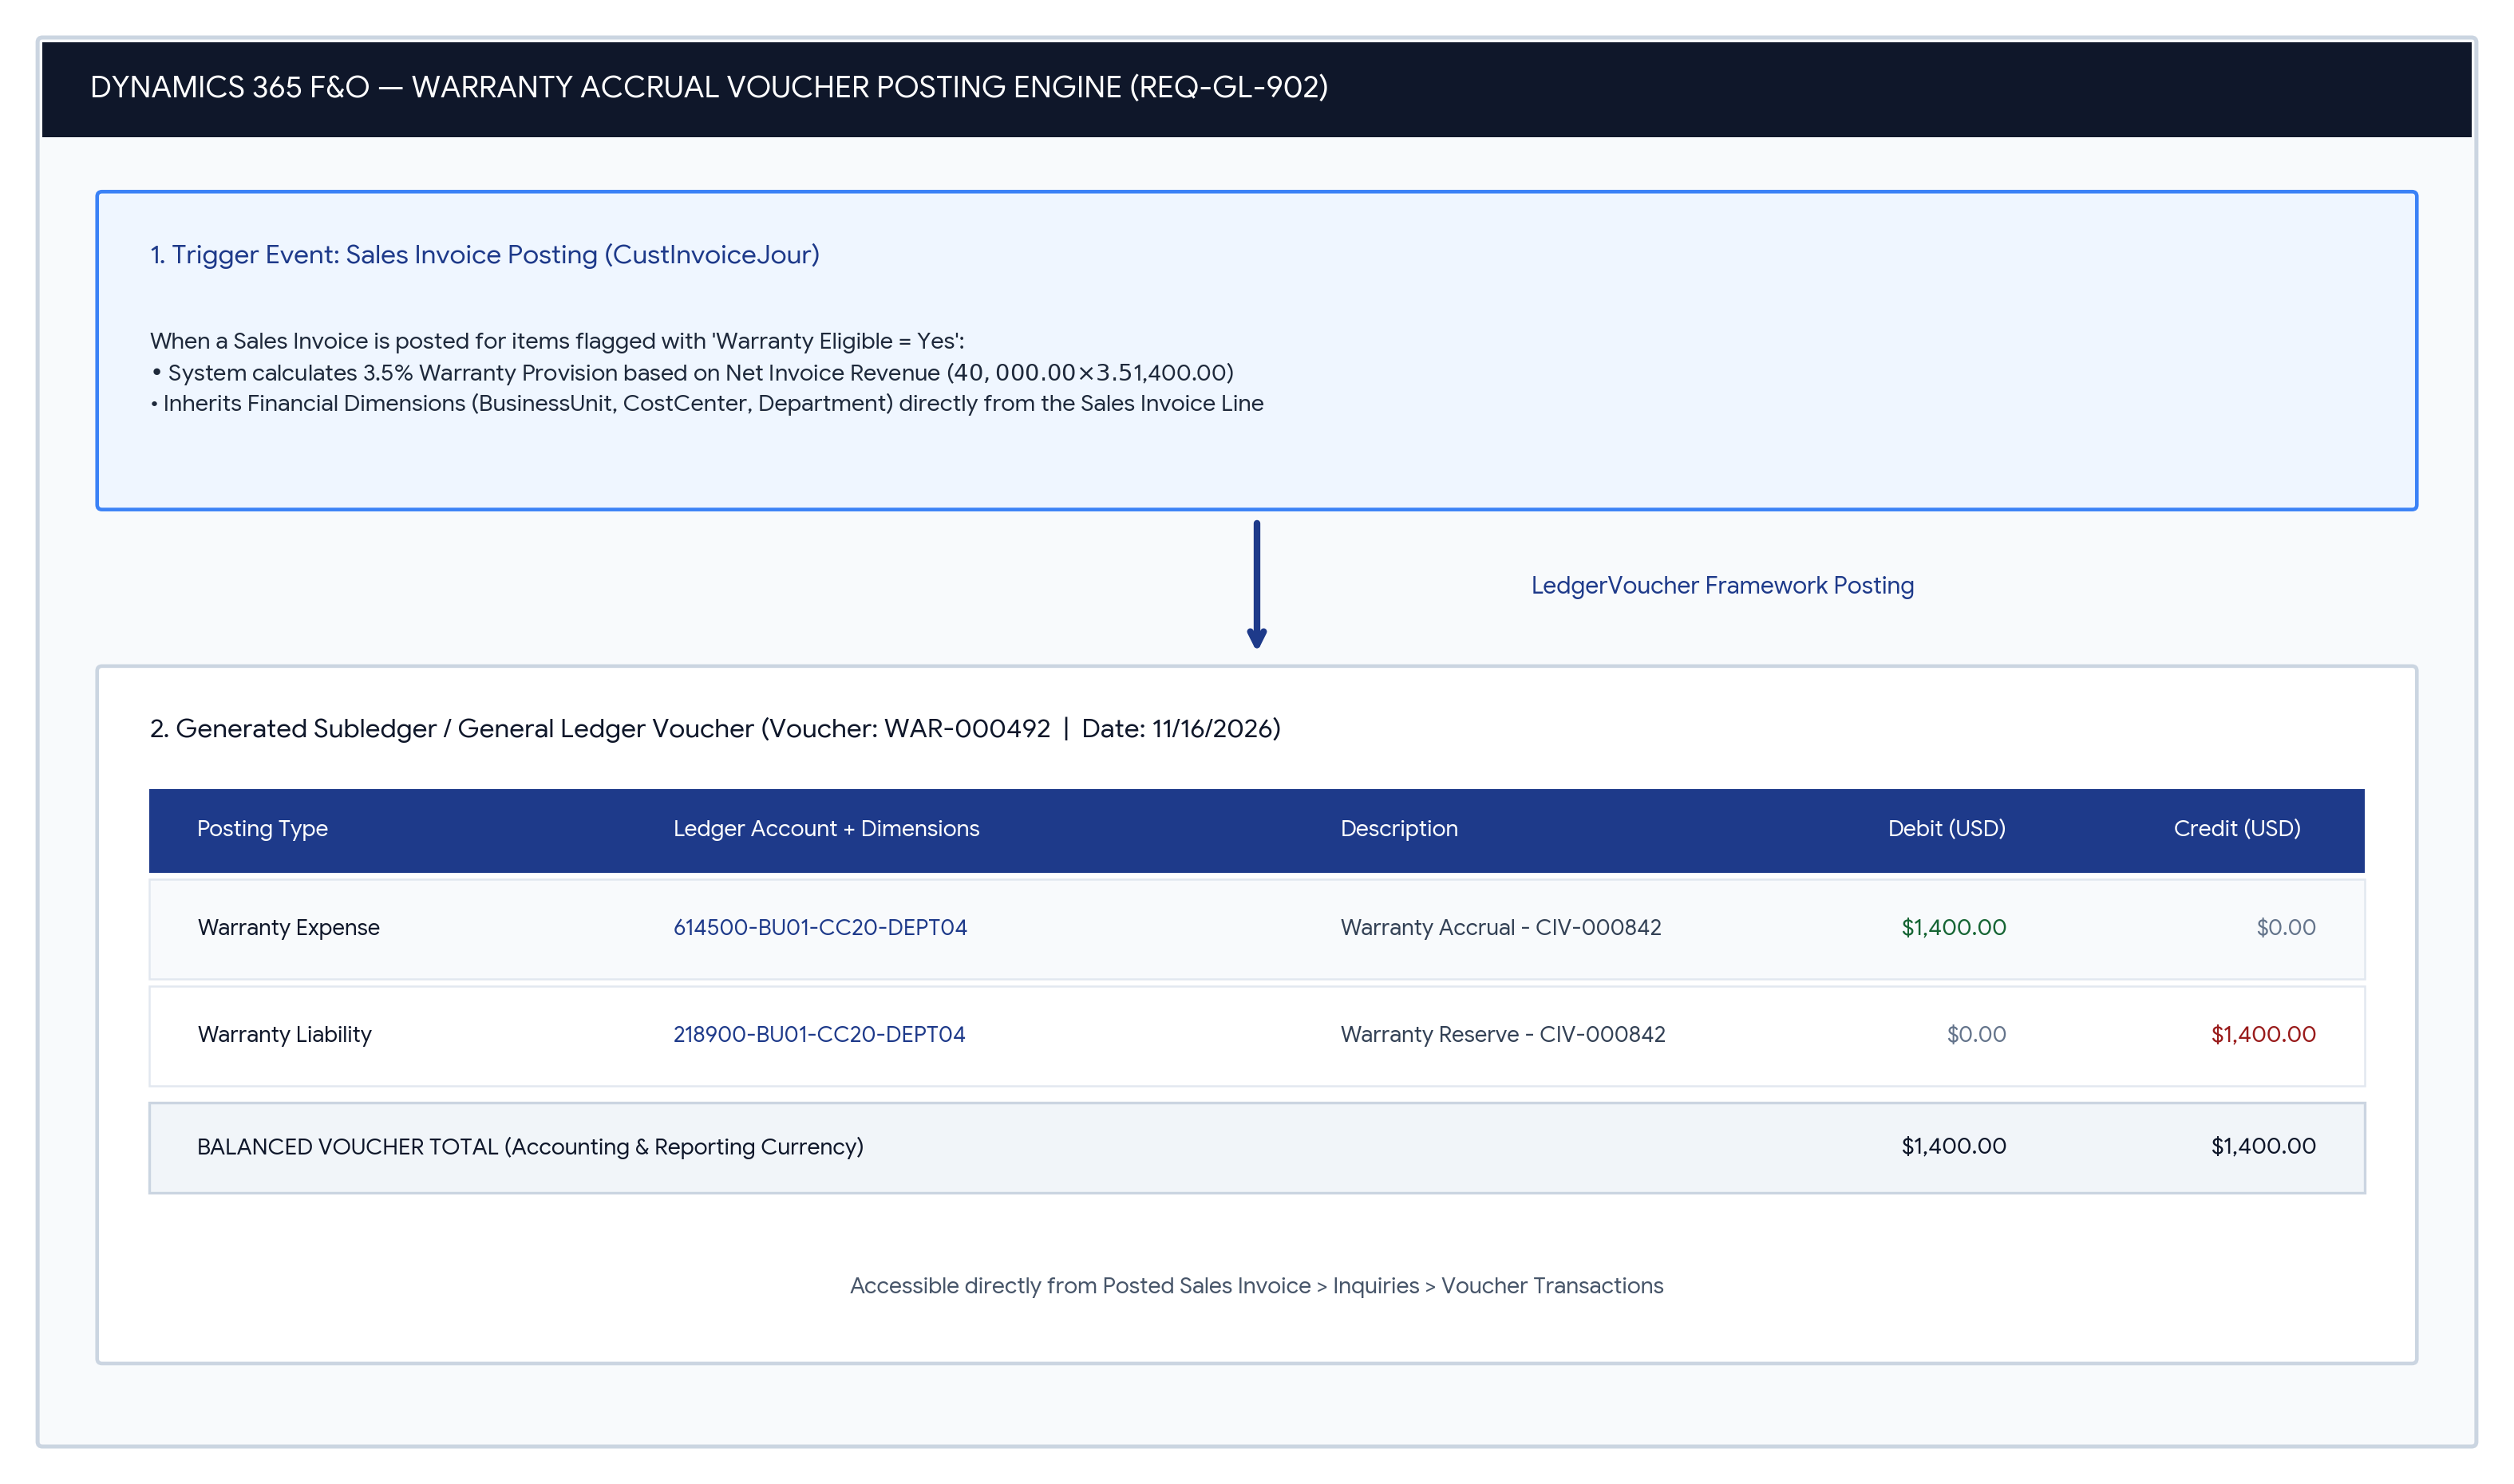 DYNAMICS 365 F&O — WARRANTY ACCRUAL VOUCHER POSTING ENGINE (REQ-GL-902)
1. Trigger Event: Sales Invoice Posting (CustInvoiceJour)
When a Sales Invoice is posted for items flagged with 'Warranty Eligible = Yes':
• System calculates 3.5% Warranty Provision based on Net Invoice Revenue (40, 000.00×3.51,400.00)
• Inherits Financial Dimensions (BusinessUnit, CostCenter, Department) directly from the Sales Invoice Line
LedgerVoucher Framework Posting
2. Generated Subledger / General Ledger Voucher (Voucher: WAR-000492 | Date: 11/16/2026)
Posting Type Ledger Account + Dimensions Description Debit (USD) Credit (USD)
Warranty Expense 614500-BU01-CC20-DEPT04 Warranty Accrual - CIV-000842 $1,400.00 $0.00
Warranty Liability 218900-BU01-CC20-DEPT04 Warranty Reserve - CIV-000842 $0.00 $1,400.00
BALANCED VOUCHER TOTAL (Accounting & Reporting Currency) $1,400.00 $1,400.00
Accessible directly from Posted Sales Invoice > Inquiries > Voucher Transactions